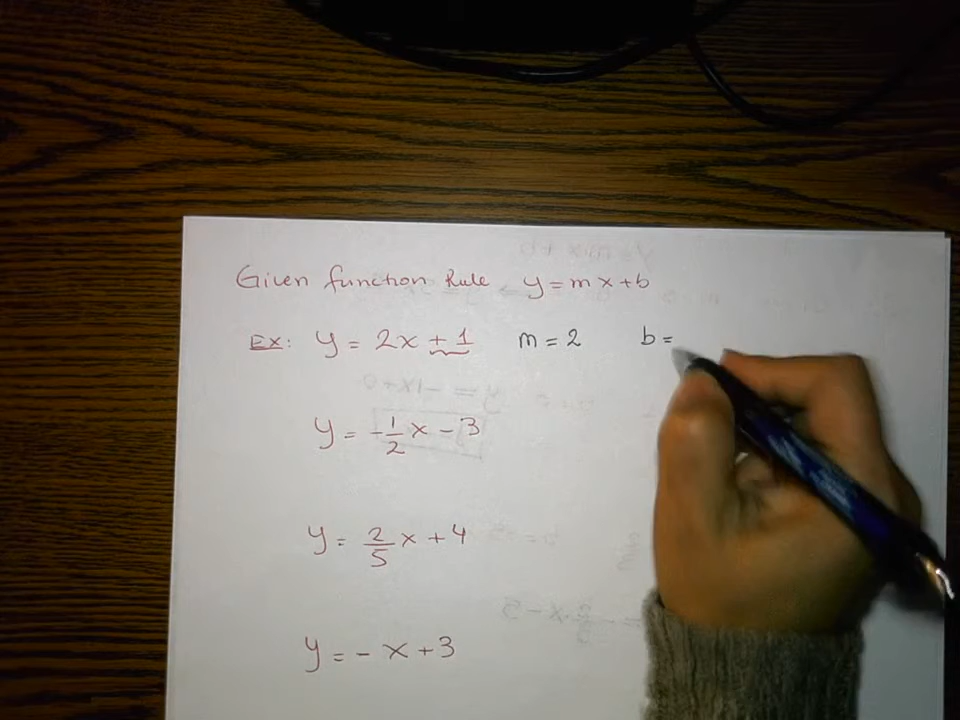 Given function Rule y = mx + b
Ex: y = 2x + 1 m = 2 b =
y = -1/2 x - 3
y = 2/5 x + 4
y = - x + 3